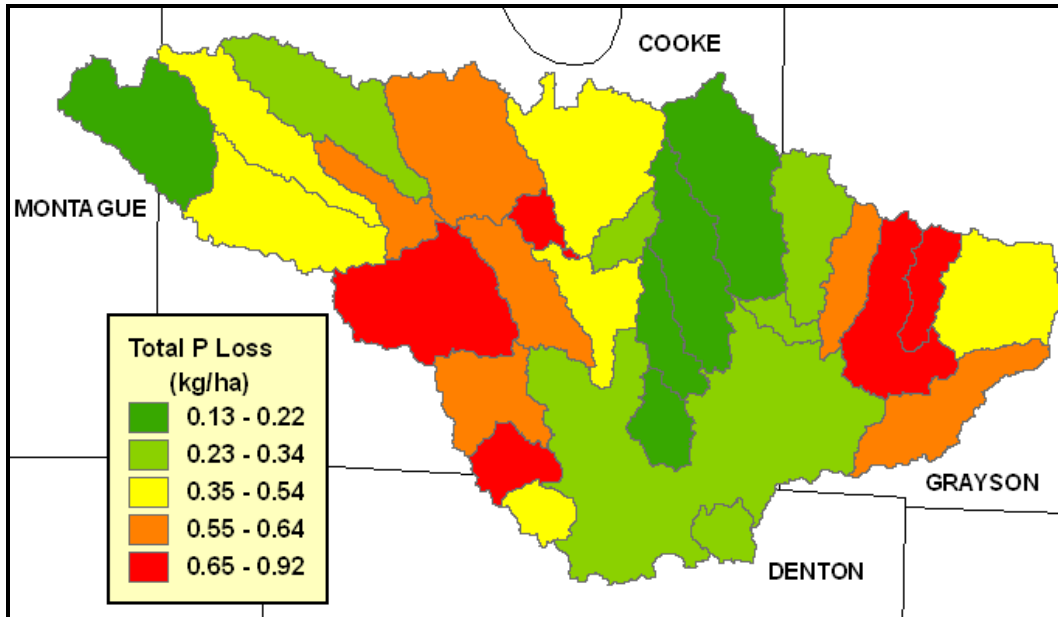 COOKE
MONTAGUE
Total P Loss
(kg/ha)
0.13 - 0.22
0.23 - 0.34
0.35 - 0.54
0.55 - 0.64
0.65 - 0.92
GRAYSON
DENTON